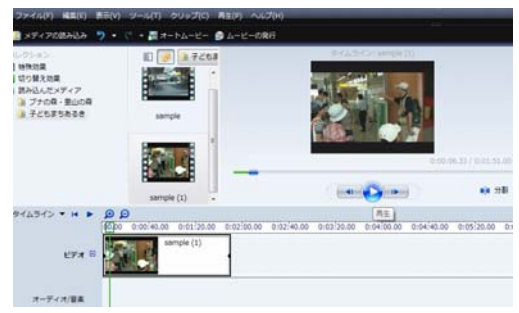 ファイル(F) 編集(E) 表示(V) ツール(T) クリップ(C) 再生(P) ヘルプ(H)
メディアの読み込み オートムービー ムービーの発行
レクション
特殊効果
切り替え効果
読み込んだメディア
ブナの森・里山の森
子どもまちあるき
子どもま
sample
sample (1)
タイムライン: sample (1)
0:00:06.33 / 0:01:51.00
分割
再生
タイムライン
00.00 0:00:40.00 0:01:20.00 0:02:00.00 0:02:40.00 0:03:20.00 0:04:00.00 0:04:40.00 0:05:20.00
ビデオ
sample (1)
オーディオ/音楽